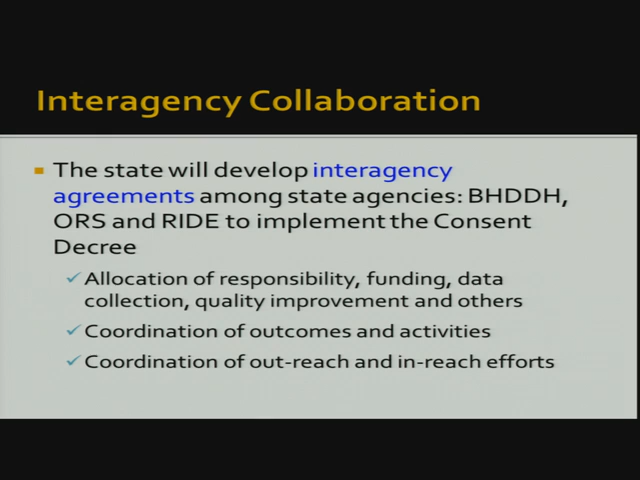 Interagency Collaboration
The state will develop interagency
agreements among state agencies: BHDDH,
ORS and RIDE to implement the Consent
Decree
Allocation of responsibility, funding, data
collection, quality improvement and others
Coordination of outcomes and activities
Coordination of out-reach and in-reach efforts